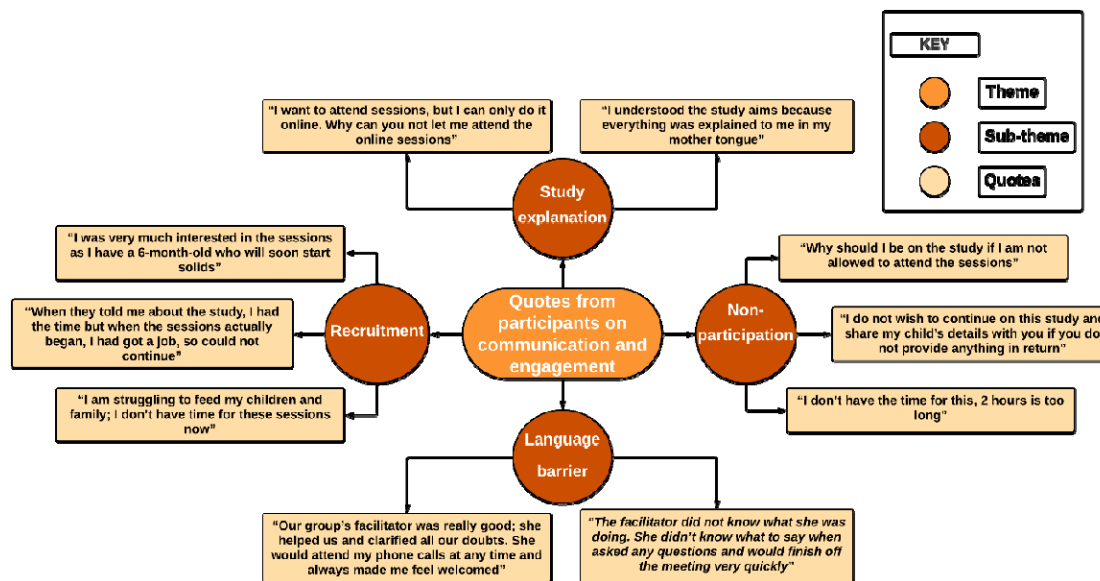 KEY
Theme
Sub-theme
Quotes
“I want to attend sessions, but I can only do it
online. Why can you not let me attend the
online sessions”
“I understood the study aims because
everything was explained to me in my
mother tongue”
Study
explanation
“I was very much interested in the sessions
as I have a 6-month-old who will soon start
solids”
“When they told me about the study, I had
the time but when the sessions actually
began, I had got a job, so could not
continue”
“I am struggling to feed my children and
family; I don’t have time for these sessions
now”
Recruitment
Quotes from
participants on
communication and
engagement
Non-
participation
“Why should I be on the study if I am not
allowed to attend the sessions”
“I do not wish to continue on this study and
share my child’s details with you if you do
not provide anything in return”
“I don’t have the time for this, 2 hours is too
long”
Language
barrier
“Our group’s facilitator was really good; she
helped us and clarified all our doubts. She
would attend my phone calls at any time and
always made me feel welcomed”
“The facilitator did not know what she was
doing. She didn’t know what to say when
asked any questions and would finish off
the meeting very quickly”